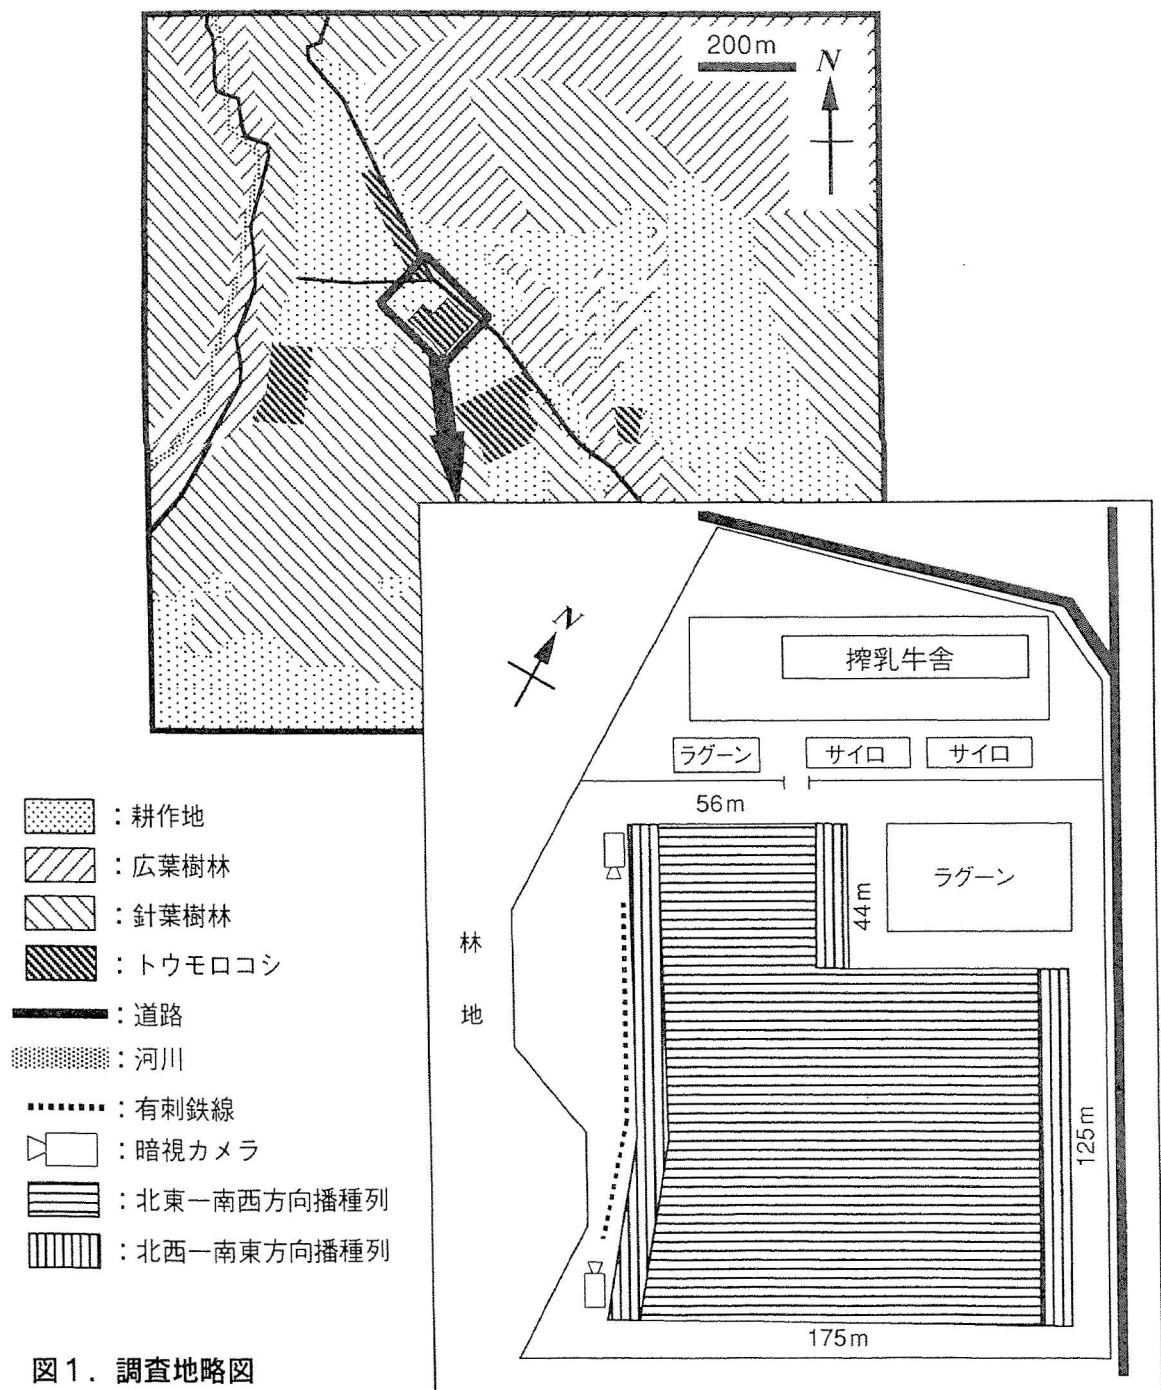 200m
N
N
搾乳牛舎
ラグーン
サイロ
サイロ
56m
ラグーン
44m
林
地
125m
175m
：耕作地
：広葉樹林
：針葉樹林
：トウモロコシ
：道路
：河川
：有刺鉄線
：暗視カメラ
：北東ー南西方向播種列
：北西ー南東方向播種列
図1．調査地略図